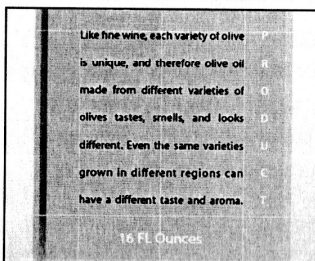 Like fine wine, each variety of olive
is unique, and therefore olive oil
made from different varieties of
olives tastes, smells, and looks
different. Even the same varieties
grown in different regions can
have a different taste and aroma.
PRODUCT
16 FL Ounces